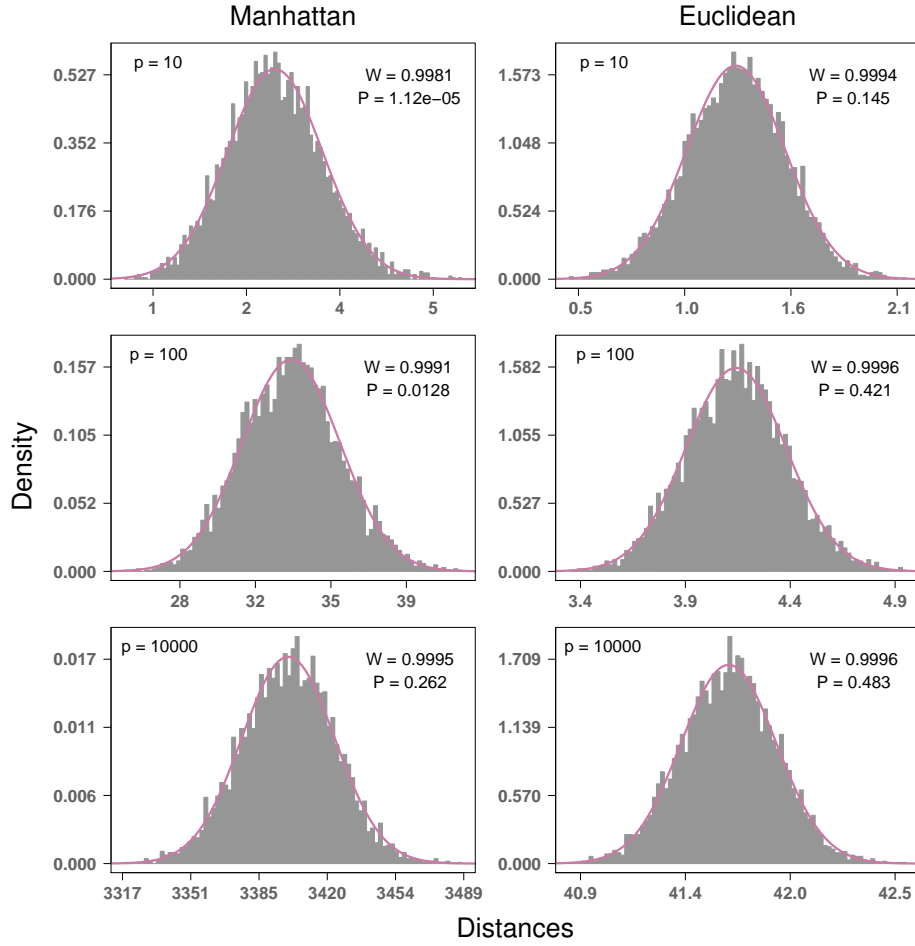 Manhattan
Euclidean
p = 10
W = 0.9981
P = 1.12e−05
0.527
0.352
0.176
0.000
1 2 4 5
p = 10
W = 0.9994
P = 0.145
1.573
1.048
0.524
0.000
0.5 1.0 1.6 2.1
p = 100
W = 0.9991
P = 0.0128
0.157
0.105
0.052
0.000
28 32 35 39
p = 100
W = 0.9996
P = 0.421
1.582
1.055
0.527
0.000
3.4 3.9 4.4 4.9
Density
p = 10000
W = 0.9995
P = 0.262
0.017
0.011
0.006
0.000
3317 3351 3385 3420 3454 3489
p = 10000
W = 0.9996
P = 0.483
1.709
1.139
0.570
0.000
40.9 41.4 42.0 42.5
Distances